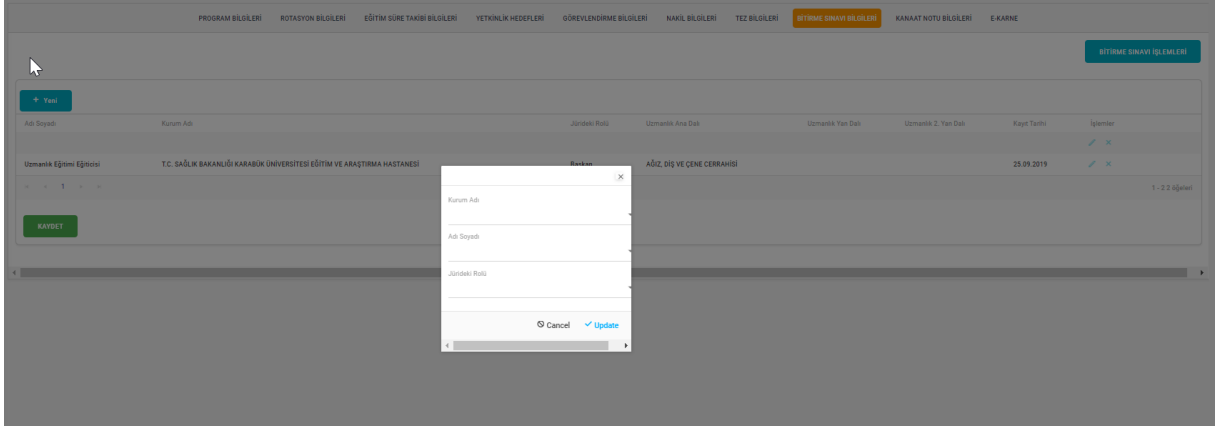 PROGRAM BİLGİLERİ ROTASYON BİLGİLERİ EĞİTİM SÜRE TAKİBİ BİLGİLERİ YETKİNLİK HEDEFLERİ GÖREVLENDİRME BİLGİLERİ NAKİL BİLGİLERİ TEZ BİLGİLERİ BİTİRME SINAVI BİLGİLERİ KANAAT NOTU BİLGİLERİ E-KARNE
BİTİRME SINAVI İŞLEMLERİ
+ Yeni
Adı Soyadı Kurum Adı Jürideki Rolü Uzmanlık Ana Dalı Uzmanlık Yan Dalı Uzmanlık 2. Yan Dalı Kayıt Tarihi İşlemler
Uzmanlık Eğitimi Eğiticisi T.C. SAĞLIK BAKANLIĞI KARABÜK ÜNİVERSİTESİ EĞİTİM VE ARAŞTIRMA HASTANESİ Başkan AĞIZ, DİŞ VE ÇENE CERRAHİSİ 25.09.2019
1
1 - 2 2 öğeleri
KAYDET
Kurum Adı
Adı Soyadı
Jürideki Rolü
Cancel Update